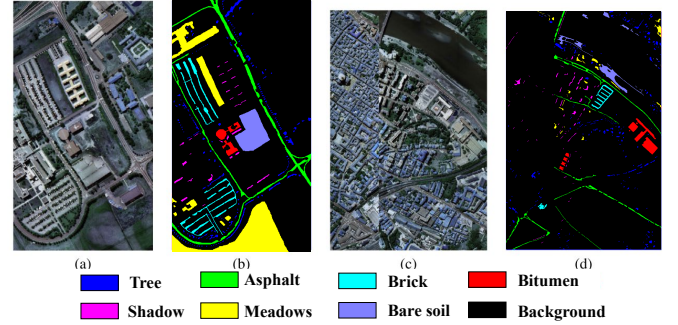 (a) (b) (c) (d)
Tree Asphalt Brick Bitumen
Shadow Meadows Bare soil Background